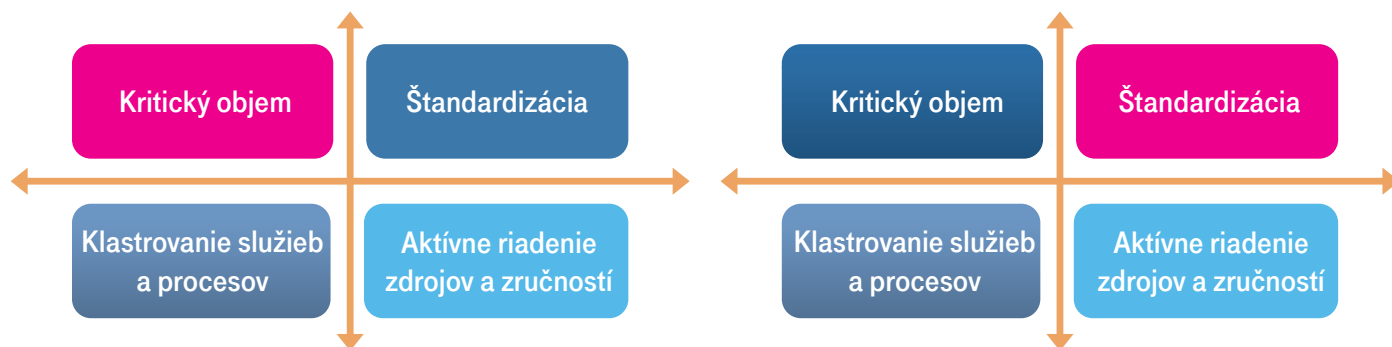 Kritický objem
Štandardizácia
Klastrovanie služieb
a procesov
Aktívne riadenie
zdrojov a zručností
Kritický objem
Štandardizácia
Klastrovanie služieb
a procesov
Aktívne riadenie
zdrojov a zručností